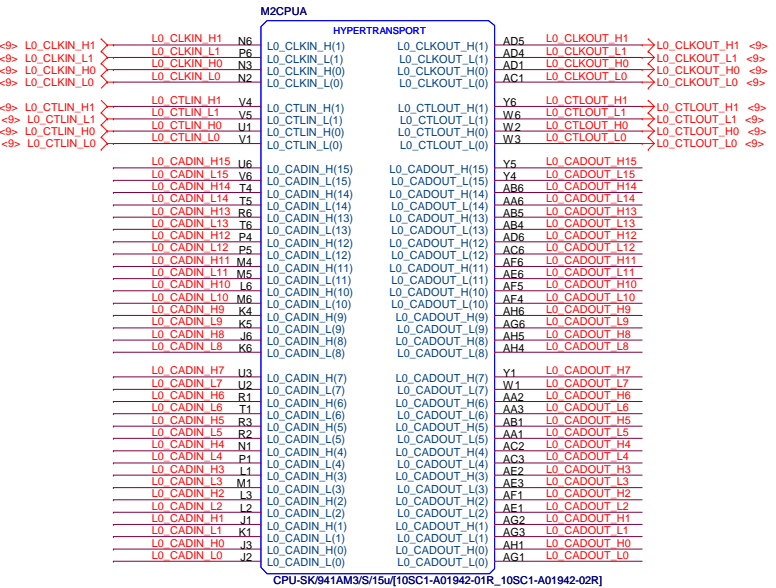 M2CPUA
HYPERTRANSPORT
<9> L0_CLKIN_H1 L0_CLKIN_H1 N6 L0_CLKIN_H(1) L0_CLKOUT_H(1) AD5 L0_CLKOUT_H1 L0_CLKOUT_H1 <9>
<9> L0_CLKIN_L1 L0_CLKIN_L1 P6 L0_CLKIN_L(1) L0_CLKOUT_L(1) AD4 L0_CLKOUT_L1 L0_CLKOUT_L1 <9>
<9> L0_CLKIN_H0 L0_CLKIN_H0 N3 L0_CLKIN_H(0) L0_CLKOUT_H(0) AD1 L0_CLKOUT_H0 L0_CLKOUT_H0 <9>
<9> L0_CLKIN_L0 L0_CLKIN_L0 N2 L0_CLKIN_L(0) L0_CLKOUT_L(0) AC1 L0_CLKOUT_L0 L0_CLKOUT_L0 <9>
<9> L0_CTLIN_H1 L0_CTLIN_H1 V4 L0_CTLIN_H(1) L0_CTLOUT_H(1) Y6 L0_CTLOUT_H1 L0_CTLOUT_H1 <9>
<9> L0_CTLIN_L1 L0_CTLIN_L1 V5 L0_CTLIN_L(1) L0_CTLOUT_L(1) W6 L0_CTLOUT_L1 L0_CTLOUT_L1 <9>
<9> L0_CTLIN_H0 L0_CTLIN_H0 U1 L0_CTLIN_H(0) L0_CTLOUT_H(0) W2 L0_CTLOUT_H0 L0_CTLOUT_H0 <9>
<9> L0_CTLIN_L0 L0_CTLIN_L0 V1 L0_CTLIN_L(0) L0_CTLOUT_L(0) W3 L0_CTLOUT_L0 L0_CTLOUT_L0 <9>
L0_CADIN_H15 U6 L0_CADIN_H(15) L0_CADOUT_H(15) Y5 L0_CADOUT_H15
L0_CADIN_L15 V6 L0_CADIN_L(15) L0_CADOUT_L(15) Y4 L0_CADOUT_L15
L0_CADIN_H14 T4 L0_CADIN_H(14) L0_CADOUT_H(14) AB6 L0_CADOUT_H14
L0_CADIN_L14 T5 L0_CADIN_L(14) L0_CADOUT_L(14) AA6 L0_CADOUT_L14
L0_CADIN_H13 R6 L0_CADIN_H(13) L0_CADOUT_H(13) AB5 L0_CADOUT_H13
L0_CADIN_L13 T6 L0_CADIN_L(13) L0_CADOUT_L(13) AB4 L0_CADOUT_L13
L0_CADIN_H12 P4 L0_CADIN_H(12) L0_CADOUT_H(12) AD6 L0_CADOUT_H12
L0_CADIN_L12 P5 L0_CADIN_L(12) L0_CADOUT_L(12) AC6 L0_CADOUT_L12
L0_CADIN_H11 M4 L0_CADIN_H(11) L0_CADOUT_H(11) AF6 L0_CADOUT_H11
L0_CADIN_L11 M5 L0_CADIN_L(11) L0_CADOUT_L(11) AE6 L0_CADOUT_L11
L0_CADIN_H10 L6 L0_CADIN_H(10) L0_CADOUT_H(10) AF5 L0_CADOUT_H10
L0_CADIN_L10 M6 L0_CADIN_L(10) L0_CADOUT_L(10) AF4 L0_CADOUT_L10
L0_CADIN_H9 K4 L0_CADIN_H(9) L0_CADOUT_H(9) AH6 L0_CADOUT_H9
L0_CADIN_L9 K5 L0_CADIN_L(9) L0_CADOUT_L(9) AG6 L0_CADOUT_L9
L0_CADIN_H8 J6 L0_CADIN_H(8) L0_CADOUT_H(8) AH5 L0_CADOUT_H8
L0_CADIN_L8 K6 L0_CADIN_L(8) L0_CADOUT_L(8) AH4 L0_CADOUT_L8
L0_CADIN_H7 U3 L0_CADIN_H(7) L0_CADOUT_H(7) Y1 L0_CADOUT_H7
L0_CADIN_L7 U2 L0_CADIN_L(7) L0_CADOUT_L(7) W1 L0_CADOUT_L7
L0_CADIN_H6 R1 L0_CADIN_H(6) L0_CADOUT_H(6) AA2 L0_CADOUT_H6
L0_CADIN_L6 T1 L0_CADIN_L(6) L0_CADOUT_L(6) AA3 L0_CADOUT_L6
L0_CADIN_H5 R3 L0_CADIN_H(5) L0_CADOUT_H(5) AB1 L0_CADOUT_H5
L0_CADIN_L5 R2 L0_CADIN_L(5) L0_CADOUT_L(5) AA1 L0_CADOUT_L5
L0_CADIN_H4 N1 L0_CADIN_H(4) L0_CADOUT_H(4) AC2 L0_CADOUT_H4
L0_CADIN_L4 P1 L0_CADIN_L(4) L0_CADOUT_L(4) AC3 L0_CADOUT_L4
L0_CADIN_H3 L1 L0_CADIN_H(3) L0_CADOUT_H(3) AE2 L0_CADOUT_H3
L0_CADIN_L3 M1 L0_CADIN_L(3) L0_CADOUT_L(3) AE3 L0_CADOUT_L3
L0_CADIN_H2 L3 L0_CADIN_H(2) L0_CADOUT_H(2) AF1 L0_CADOUT_H2
L0_CADIN_L2 L2 L0_CADIN_L(2) L0_CADOUT_L(2) AE1 L0_CADOUT_L2
L0_CADIN_H1 J1 L0_CADIN_H(1) L0_CADOUT_H(1) AG2 L0_CADOUT_H1
L0_CADIN_L1 K1 L0_CADIN_L(1) L0_CADOUT_L(1) AG3 L0_CADOUT_L1
L0_CADIN_H0 J3 L0_CADIN_H(0) L0_CADOUT_H(0) AH1 L0_CADOUT_H0
L0_CADIN_L0 J2 L0_CADIN_L(0) L0_CADOUT_L(0) AG1 L0_CADOUT_L0
CPU-SK/941AM3/S/15u/[10SC1-A01942-01R_10SC1-A01942-02R]